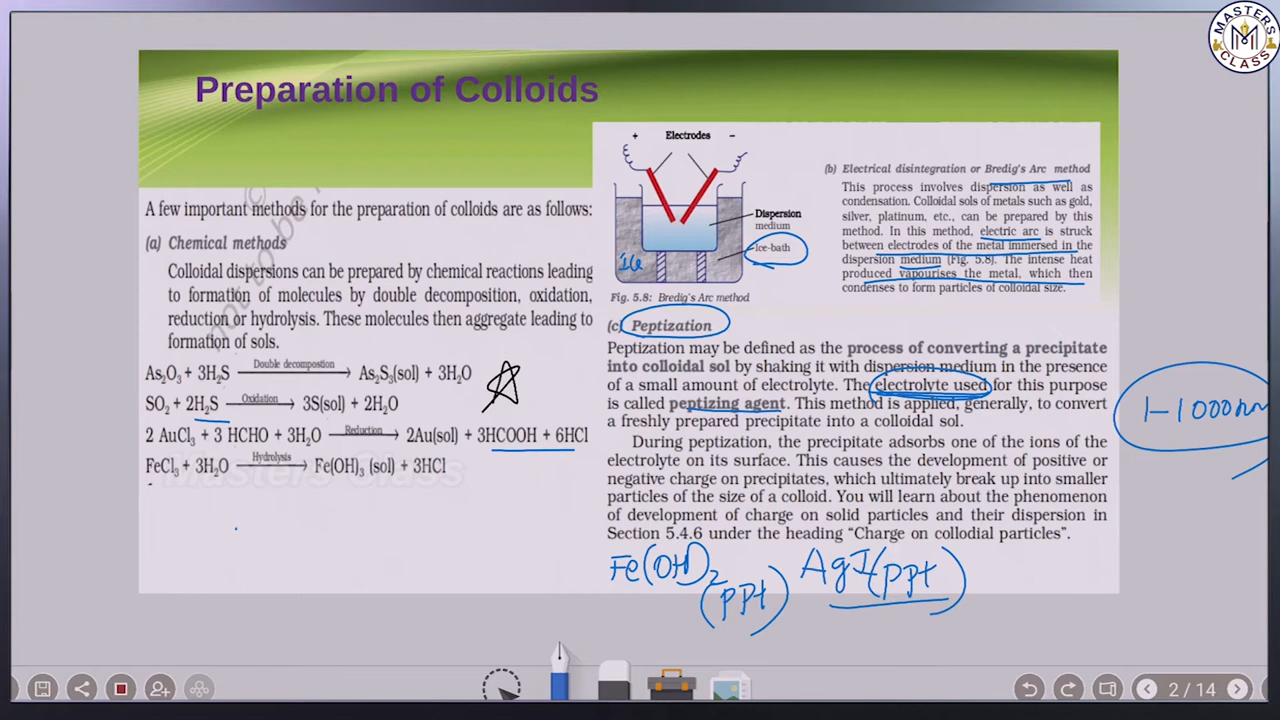 MASTERS
CLASS
Preparation of Colloids
A few important methods for the preparation of colloids are as follows:
(a) Chemical methods
Colloidal dispersions can be prepared by chemical reactions leading
to formation of molecules by double decomposition, oxidation,
reduction or hydrolysis. These molecules then aggregate leading to
formation of sols.
As₂O₃ + 3H₂S Double decompostion → As₂S₃(sol) + 3H₂O
SO₂ + 2H₂S Oxidation → 3S(sol) + 2H₂O
2 AuCl₃ + 3 HCHO + 3H₂O Reduction → 2Au(sol) + 3HCOOH + 6HCl
FeCl₃ + 3H₂O Hydrolysis → Fe(OH)₃ (sol) + 3HCl
Masters Class
+ Electrodes −
Dispersion
medium
Ice-bath
Ice
Fig. 5.8: Bredig's Arc method
(b) Electrical disintegration or Bredig's Arc method
This process involves dispersion as well as
condensation. Colloidal sols of metals such as gold,
silver, platinum, etc., can be prepared by this
method. In this method, electric arc is struck
between electrodes of the metal immersed in the
dispersion medium (Fig. 5.8). The intense heat
produced vapourises the metal, which then
condenses to form particles of colloidal size.
(c) Peptization
Peptization may be defined as the process of converting a precipitate
into colloidal sol by shaking it with dispersion medium in the presence
of a small amount of electrolyte. The electrolyte used for this purpose
is called peptizing agent. This method is applied, generally, to convert
a freshly prepared precipitate into a colloidal sol.
During peptization, the precipitate adsorbs one of the ions of the
electrolyte on its surface. This causes the development of positive or
negative charge on precipitates, which ultimately break up into smaller
particles of the size of a colloid. You will learn about the phenomenon
of development of charge on solid particles and their dispersion in
Section 5.4.6 under the heading “Charge on collodial particles”.
1-1000nm
Fe(OH)₂
(ppt)
AgI(ppt)
2 / 14